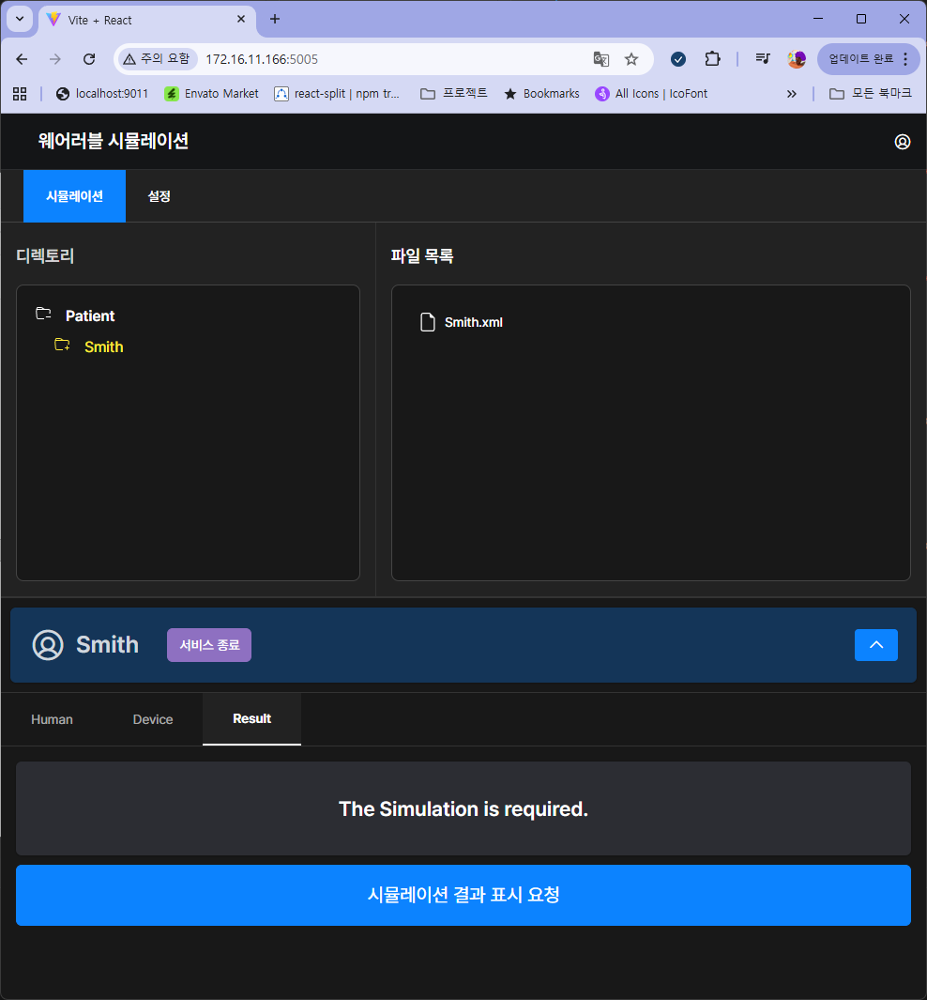 Vite + React
주의 요함
172.16.11.166:5005
업데이트 완료
localhost:9011
Envato Market
react-split | npm tr...
프로젝트
Bookmarks
All Icons | IcoFont
모든 북마크
웨어러블 시뮬레이션
시뮬레이션
설정
디렉토리
파일 목록
Patient
Smith
Smith.xml
Smith
서비스 종료
Human
Device
Result
The Simulation is required.
시뮬레이션 결과 표시 요청